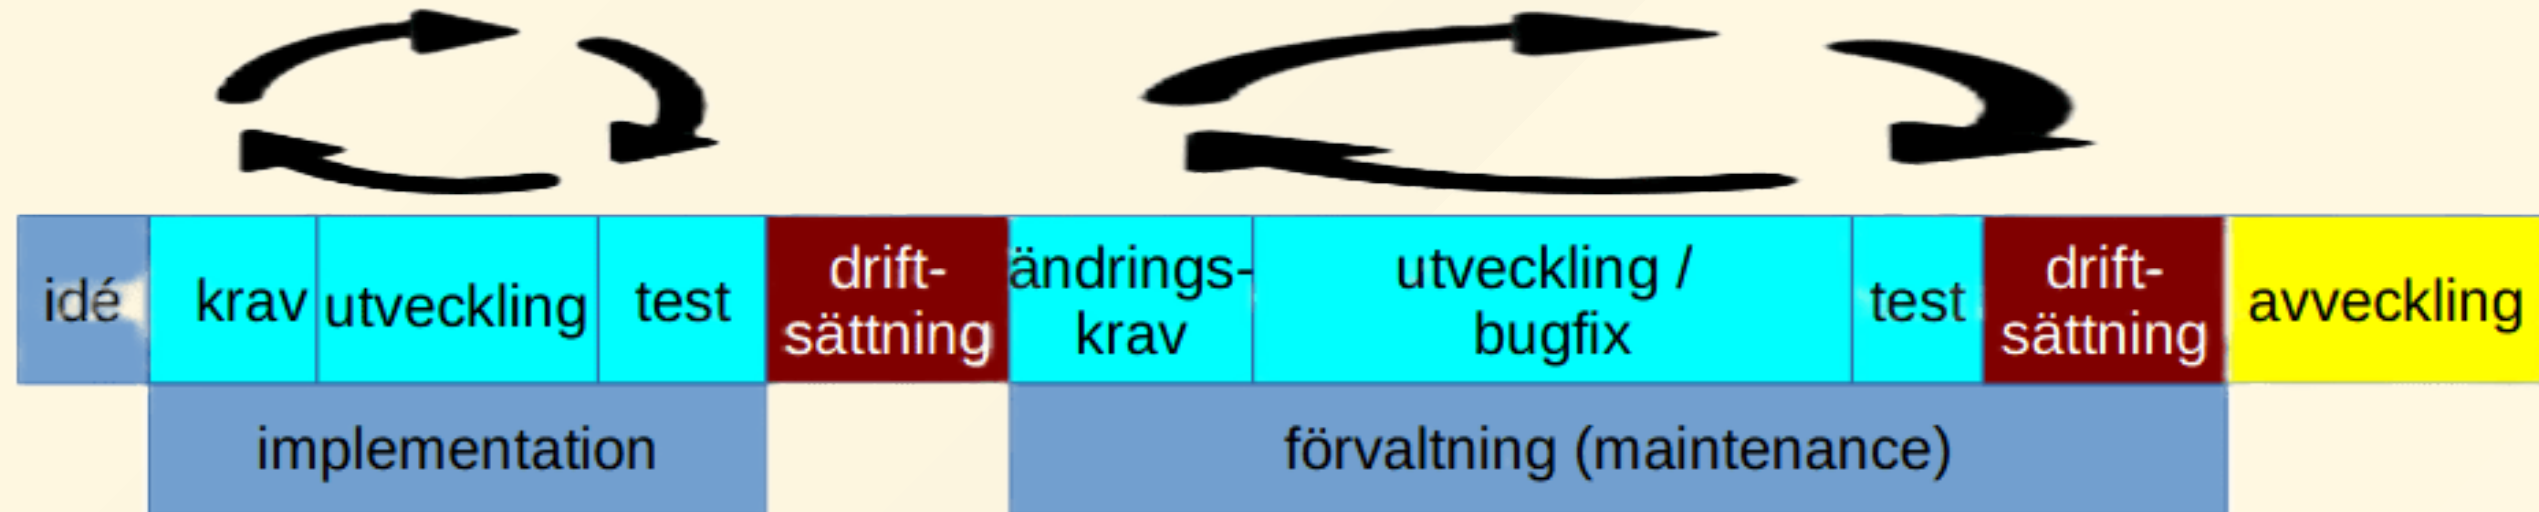 idé
krav
utveckling
test
drift-
sättning
ändrings-
krav
utveckling /
bugfix
test
drift-
sättning
avveckling
implementation
förvaltning (maintenance)